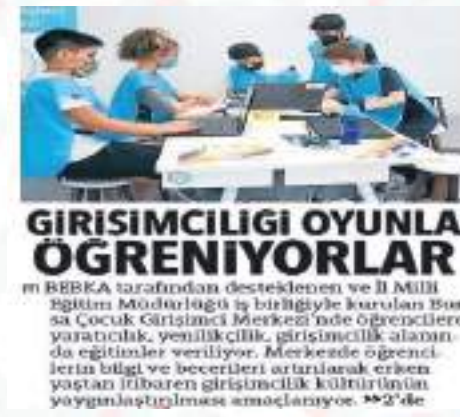 GİRİŞİMCİLİĞİ OYUNLA
ÖĞRENİYORLAR
BEBKA tarafından desteklenen ve İl Milli
Eğitim Müdürlüğü iş birliğiyle kurulan Bur-
sa Çocuk Girişimci Merkezi'nde öğrencilere
yaratıcılık, yenilikçilik, girişimcilik alanın-
da eğitimler veriliyor. Merkezde öğrenci-
lerin bilgi ve becerileri artırılarak erken
yaştan itibaren girişimcilik kültürünün
yaygınlaştırılması amaçlanıyor. »2'de